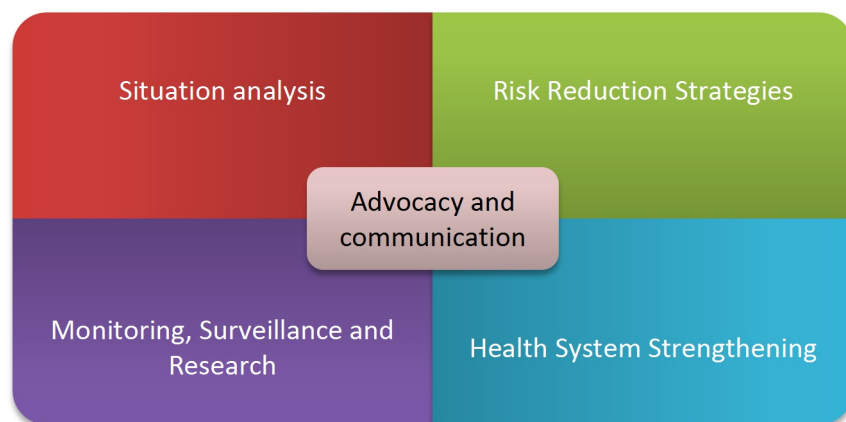 Situation analysis
Risk Reduction Strategies
Advocacy and
communication
Monitoring, Surveillance and
Research
Health System Strengthening